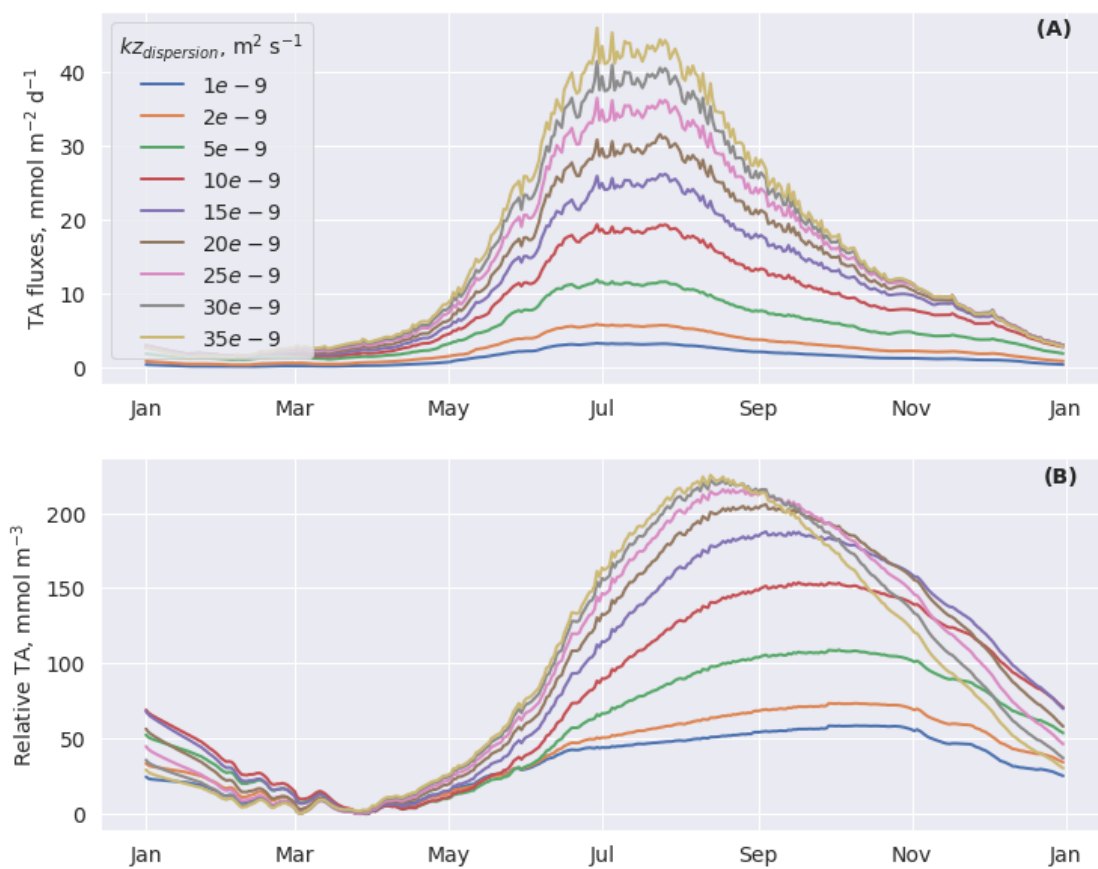 (A)
kz_dispersion, m² s⁻¹
1e − 9
2e − 9
5e − 9
10e − 9
15e − 9
20e − 9
25e − 9
30e − 9
35e − 9
TA fluxes, mmol m⁻² d⁻¹
40
30
20
10
0
Jan Mar May Jul Sep Nov Jan
(B)
Relative TA, mmol m⁻³
200
150
100
50
0
Jan Mar May Jul Sep Nov Jan